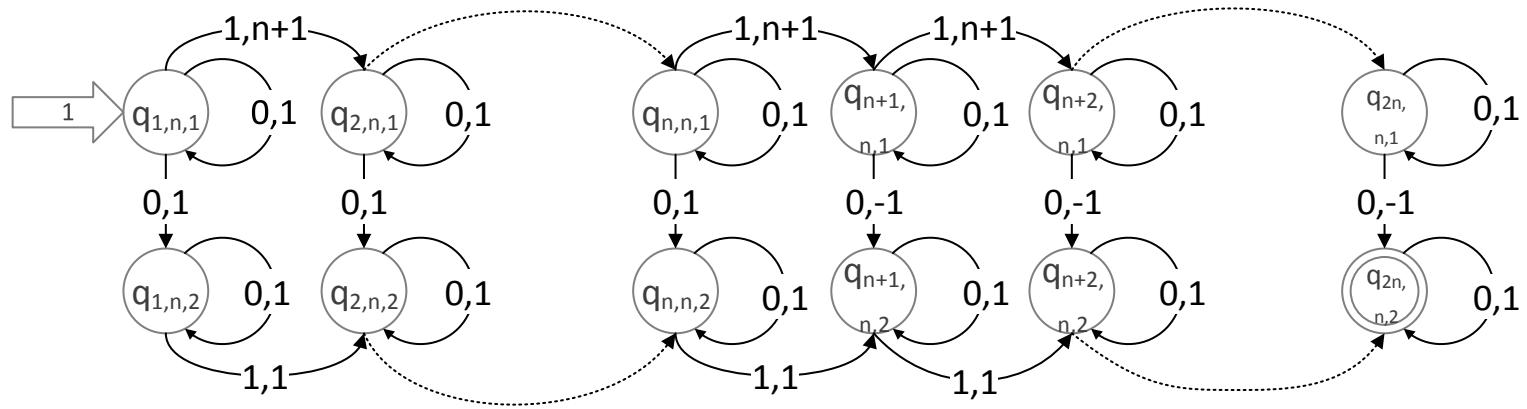 1,n+1 1,n+1 1,n+1
1 q1,n,1 0,1 q2,n,1 0,1 qn,n,1 0,1 qn+1, n,1 0,1 qn+2, n,1 0,1 q2n, n,1 0,1
0,1 0,1 0,1 0,-1 0,-1 0,-1
q1,n,2 0,1 q2,n,2 0,1 qn,n,2 0,1 qn+1, n,2 0,1 qn+2, n,2 0,1 q2n, n,2 0,1
1,1 1,1 1,1